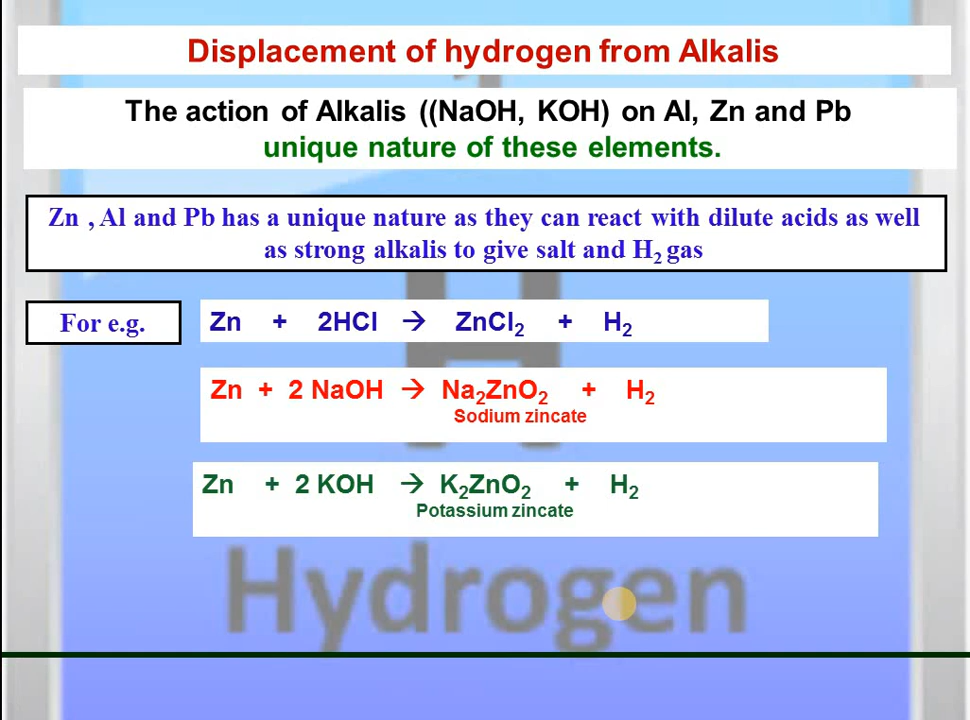 Displacement of hydrogen from Alkalis
The action of Alkalis ((NaOH, KOH) on Al, Zn and Pb
unique nature of these elements.
Zn , Al and Pb has a unique nature as they can react with dilute acids as well
as strong alkalis to give salt and H₂ gas
For e.g.
Zn + 2HCl → ZnCl₂ + H₂
Zn + 2 NaOH → Na₂ZnO₂ + H₂
Sodium zincate
Zn + 2 KOH → K₂ZnO₂ + H₂
Potassium zincate
H
Hydrogen